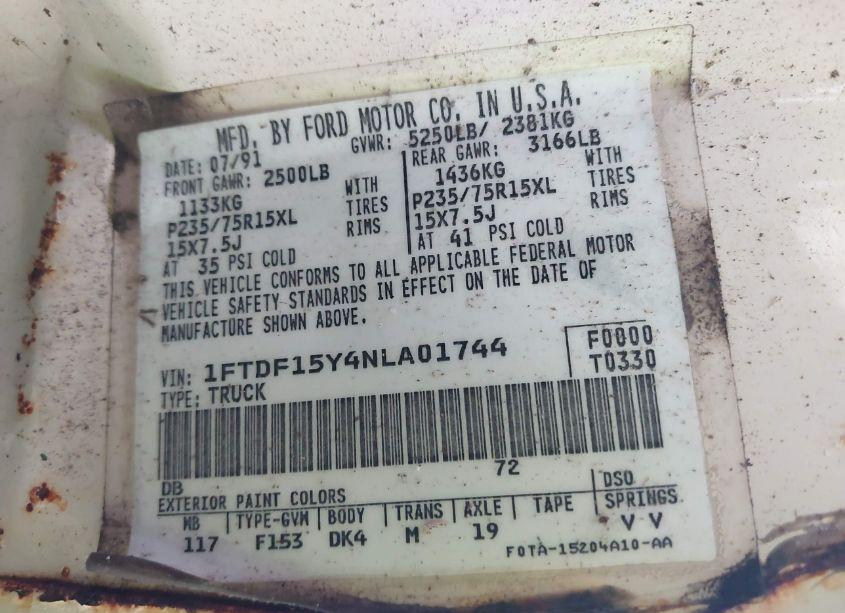 MFD. BY FORD MOTOR CO. IN U.S.A.
DATE: 07/91 GVWR: 5250LB/ 2381KG
FRONT GAWR: 2500LB REAR GAWR: 3166LB
1133KG WITH 1436KG WITH
P235/75R15XL TIRES P235/75R15XL TIRES
15X7.5J RIMS 15X7.5J RIMS
AT 35 PSI COLD AT 41 PSI COLD
THIS VEHICLE CONFORMS TO ALL APPLICABLE FEDERAL MOTOR
VEHICLE SAFETY STANDARDS IN EFFECT ON THE DATE OF
MANUFACTURE SHOWN ABOVE.
VIN: 1FTDF15Y4NLA01744 F0000
TYPE: TRUCK T0330
72
DB DSO
EXTERIOR PAINT COLORS
WB TYPE-GVM BODY TRANS AXLE TAPE SPRINGS
117 F153 DK4 M 19 V V
F0TA-15204A10-AA